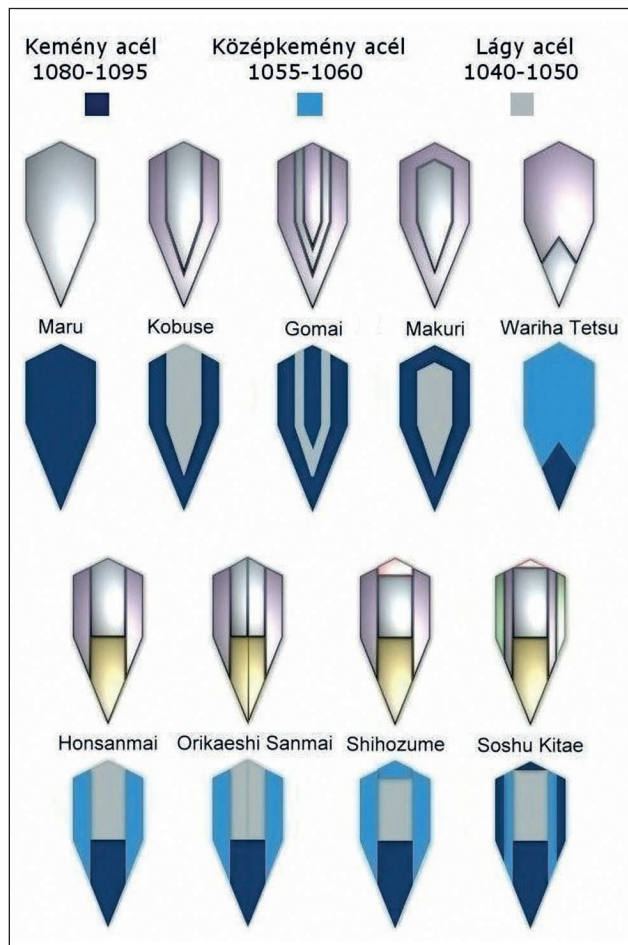 Kemény acél Középkemény acél Lágy acél
1080-1095 1055-1060 1040-1050
Maru Kobuse Gomai Makuri Wariha Tetsu
Honsanmai Orikaeshi Sanmai Shihozume Soshu Kitae